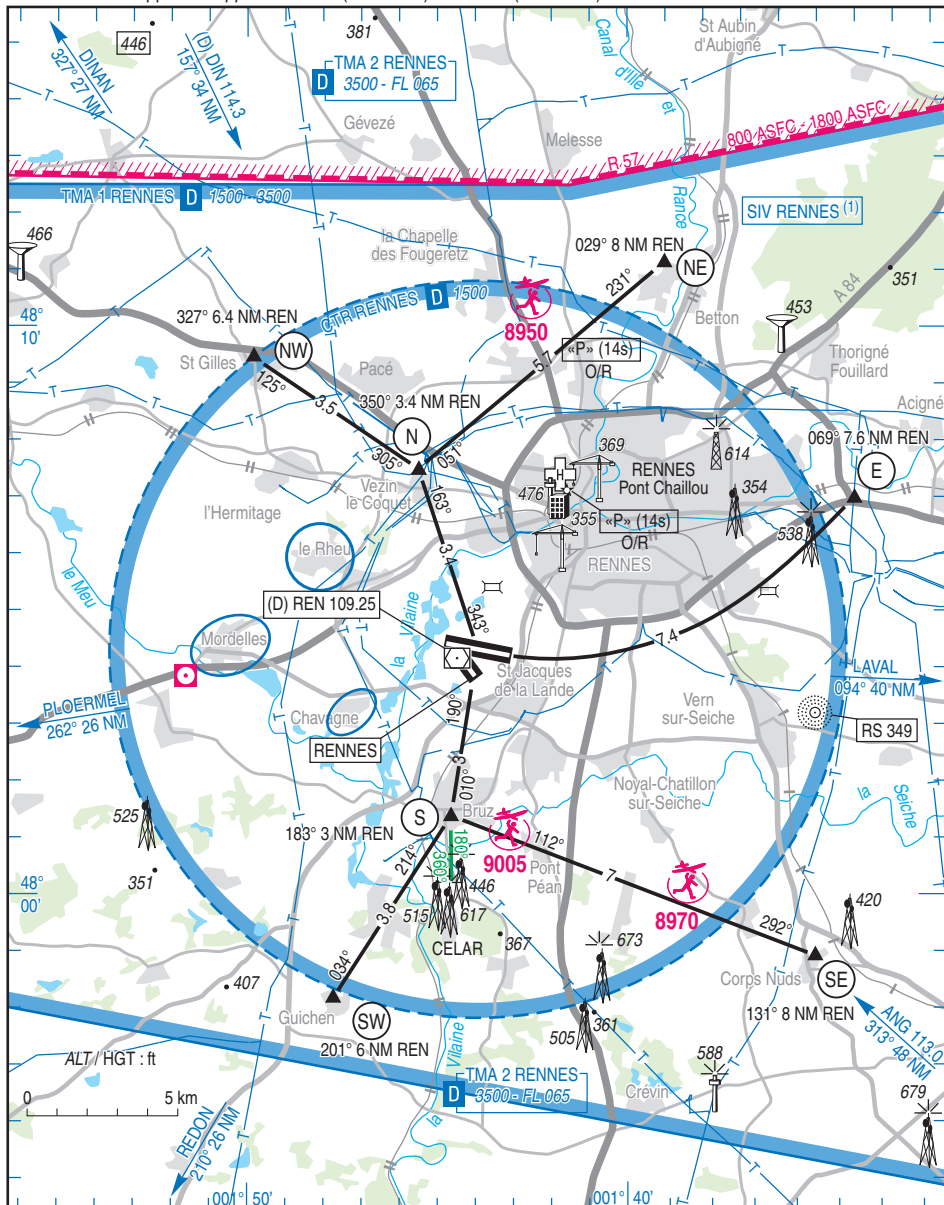 446
381
St Aubin
d'Aubigné
DINAN
327° 27 NM
(D) DIN 114.3
157° 34 NM
D
TMA 2 RENNES
3500 - FL 065
Canal d'Ille et Rance
Gévezé
Melesse
R 57
800 ASFC - 1800 ASFC
TMA 1 RENNES D 1500 - 3500
SIV RENNES (1)
466
la Chapelle
des Fougeretz
029° 8 NM REN
NE
351
A 84
231°
Betton
453
48°
10'
327° 6.4 NM REN
CTR RENNES D 1500
8950
NW
St Gilles
Pacé
5.7
«P» (14s)
O/R
Thorigné
Fouillard
125°
3.5
350° 3.4 NM REN
N
305°
051°
Acigné
069° 7.6 NM REN
E
369
614
RENNES
Pont Chaillou
Vezin
le Coquet
163°
476
354
l'Hermitage
355
«P» (14s)
O/R
538
le Rheu
3.4
RENNES
le Meu
(D) REN 109.25
343°
la Vilaine
Mordelles
7.4
St Jacques
de la Lande
LAVAL
094° 40 NM
PLOERMEL
262° 26 NM
190°
Chavagne
Vern
sur-Seiche
RS 349
RENNES
3
010°
Noyal-Chatillon
sur-Seiche
la Seiche
525
S
Bruz
183° 3 NM REN
9005
112°
214°
180°
360°
Pont
Péan
7
351
48°
00'
446
8970
3.8
515
617
420
CELAR
367
673
292°
034°
407
Corps Nuds
SE
Guichen
SW
131° 8 NM REN
201° 6 NM REN
505
361
ANG 113.0
313° 48 NM
la Vilaine
ALT / HGT : ft
588
0 5 km
D
TMA 2 RENNES
3500 - FL 065
Crévin
679
REDON
210° 26 NM
001° 50'
001° 40'